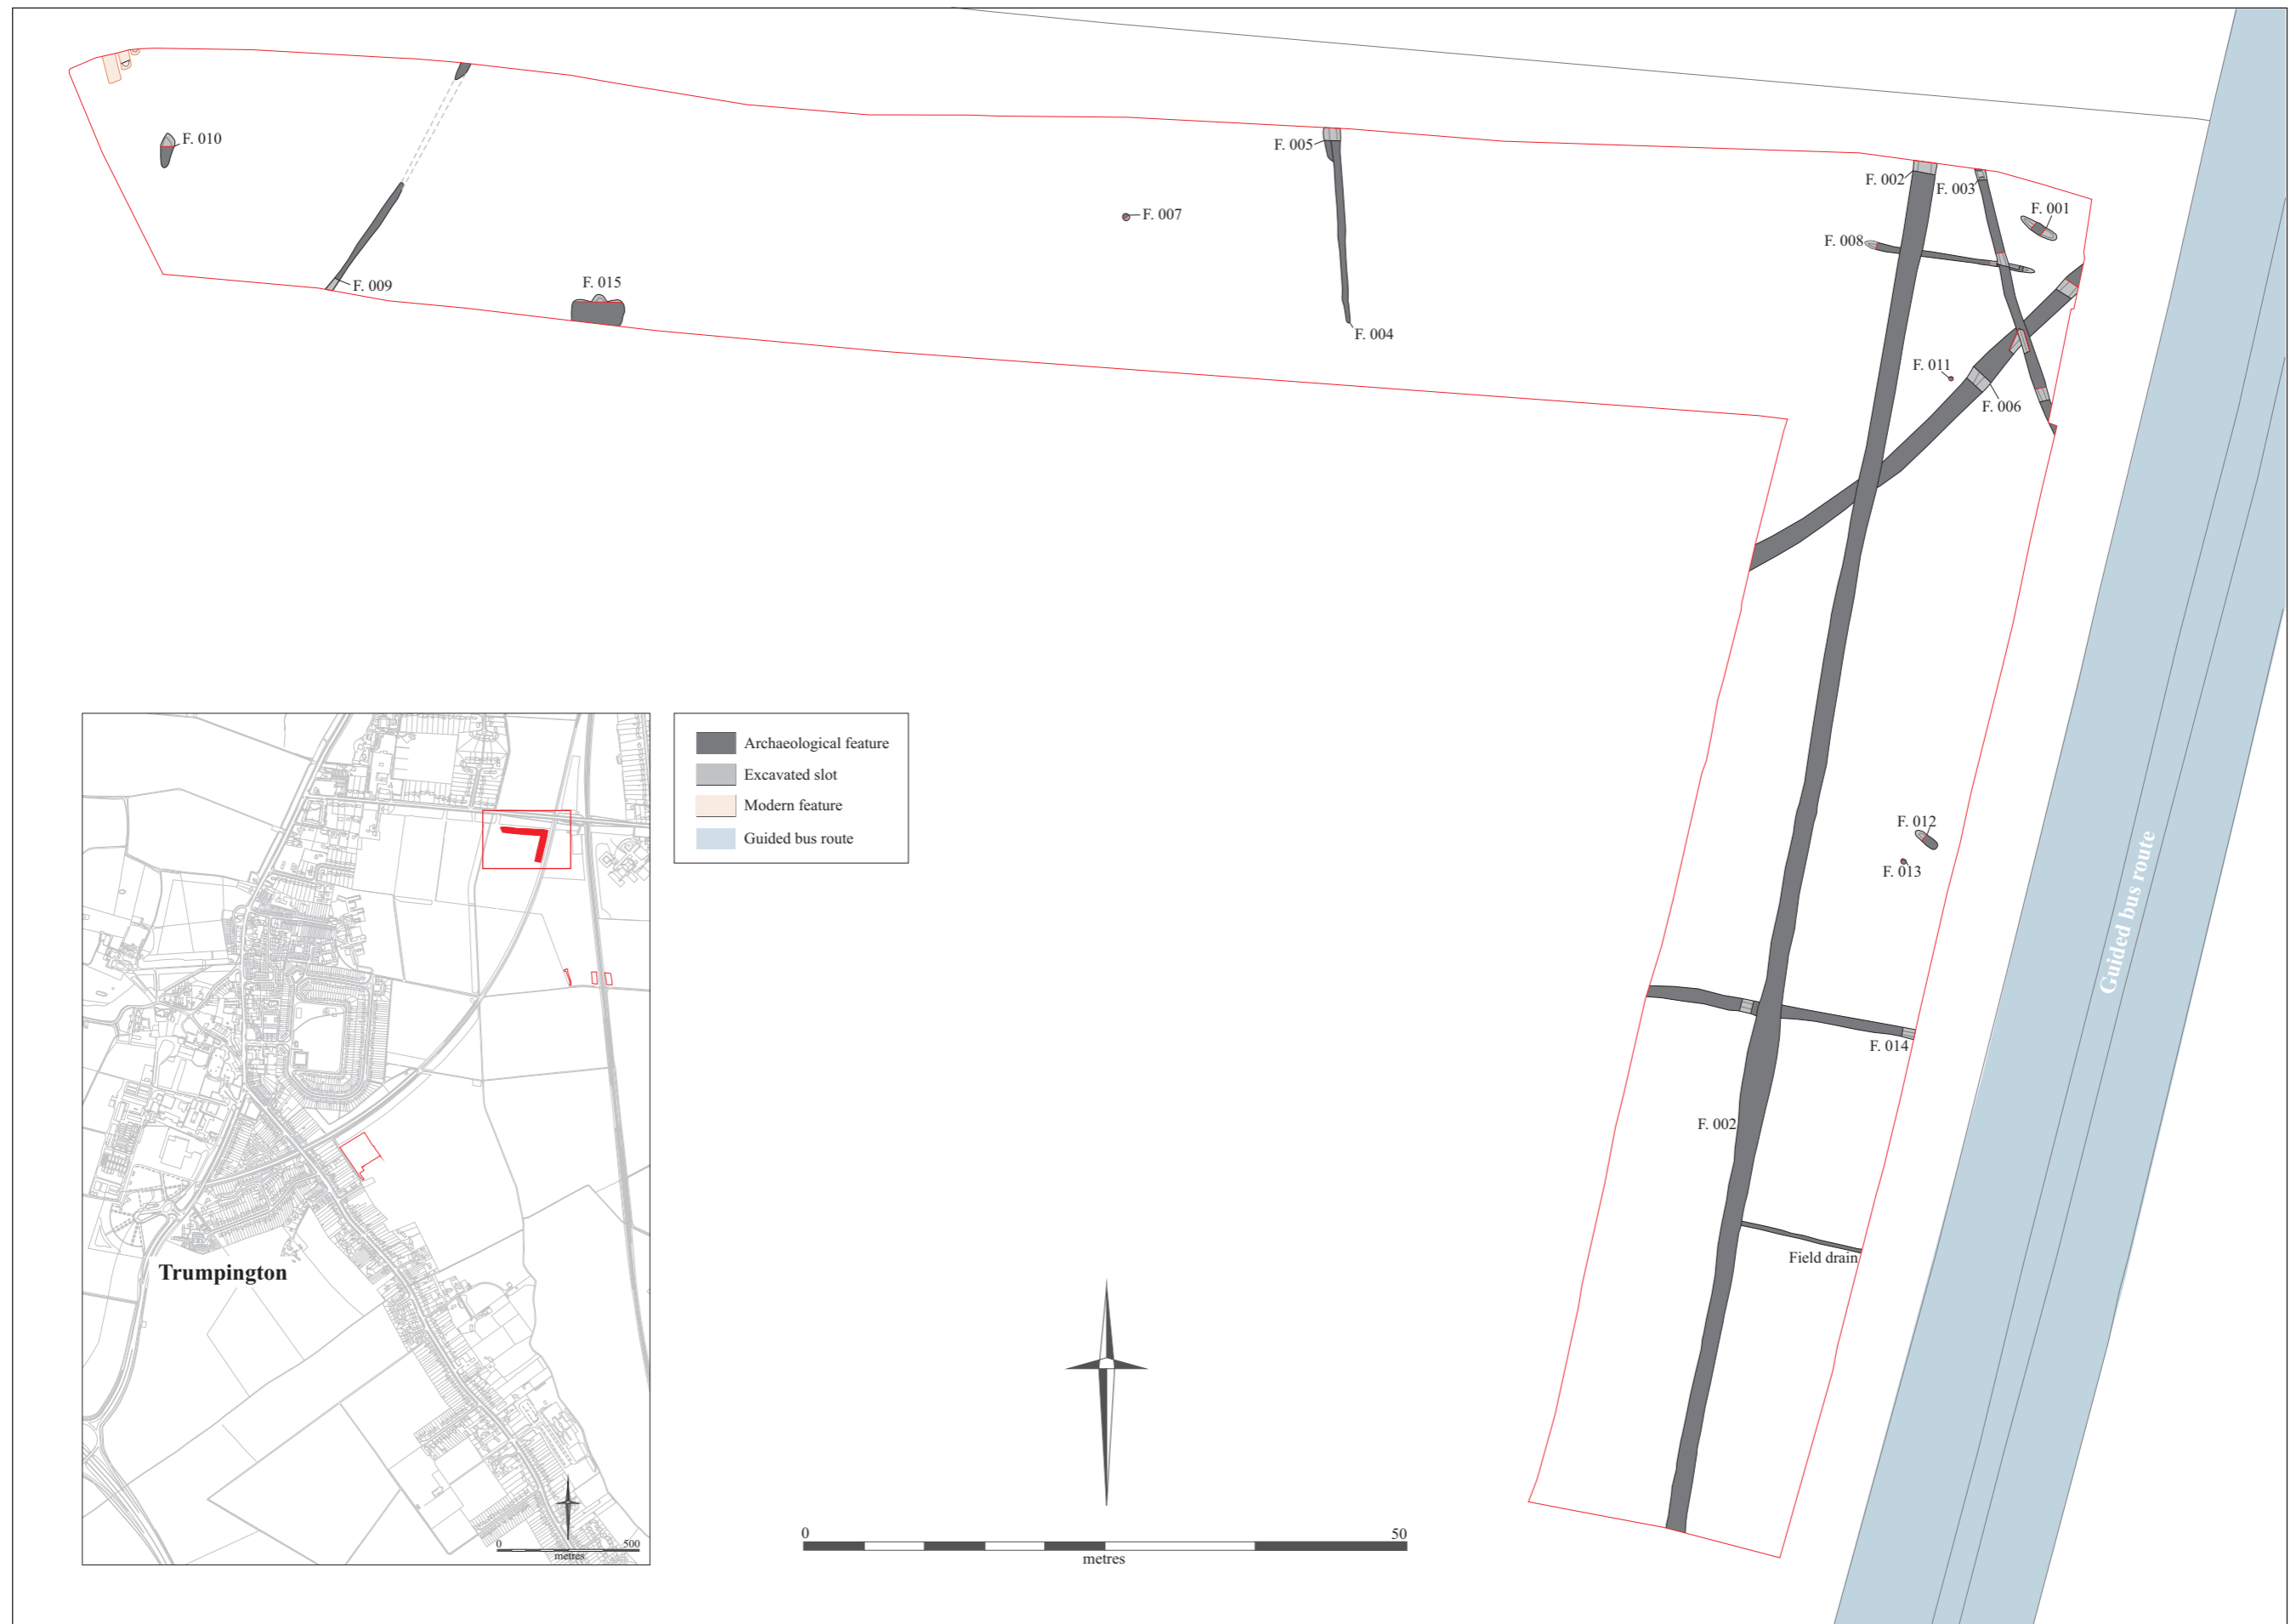 F. 010
F. 009
F. 015
F. 007
F. 005
F. 004
F. 002
F. 003
F. 001
F. 008
F. 011
F. 006
F. 012
F. 013
F. 014
F. 002
Field drain
Guided bus route
Archaeological feature
Excavated slot
Modern feature
Guided bus route
Trumpington
0 500
metres
0 50
metres